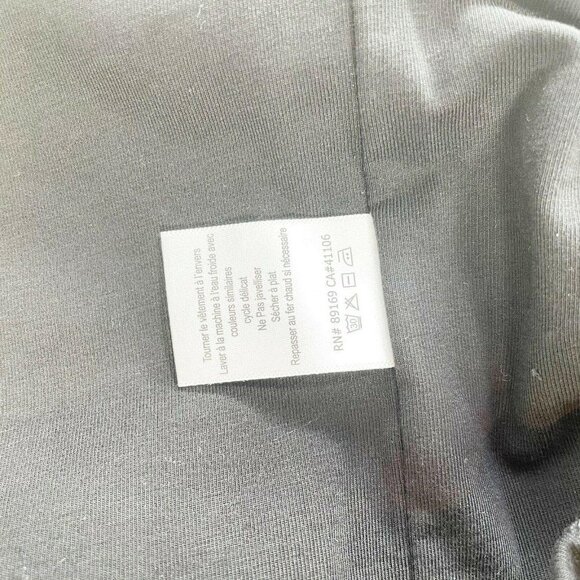 Tourner le vêtement à l'envers
Laver à la machine à l'eau froide avec
couleurs similaires
cycle délicat
Ne Pas javelliser
Sécher à plat
Repasser au fer chaud si nécessaire
30
RN# 89169 CA#41106